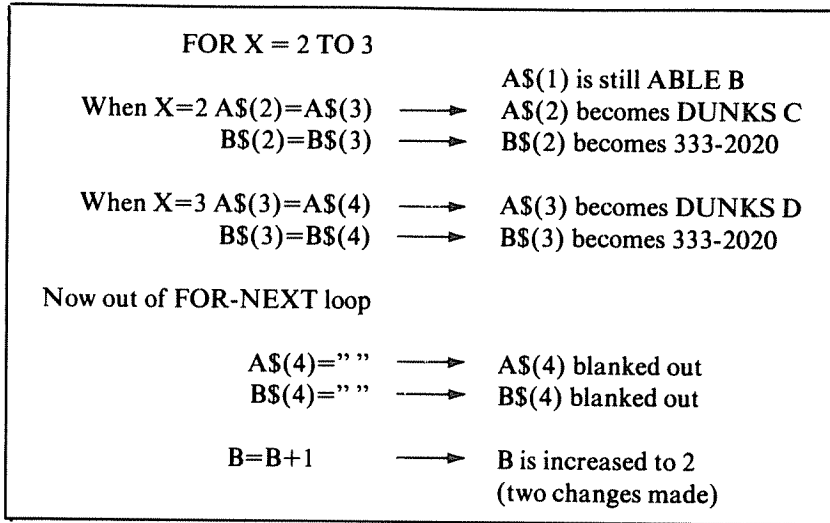 FOR X = 2 TO 3
A$(1) is still ABLE B
When X=2 A$(2)=A$(3) ⟶ A$(2) becomes DUNKS C
B$(2)=B$(3) ⟶ B$(2) becomes 333-2020
When X=3 A$(3)=A$(4) ⟶ A$(3) becomes DUNKS D
B$(3)=B$(4) ⟶ B$(3) becomes 333-2020
Now out of FOR-NEXT loop
A$(4)=” ” ⟶ A$(4) blanked out
B$(4)=” ” ⟶ B$(4) blanked out
B=B+1 ⟶ B is increased to 2
(two changes made)